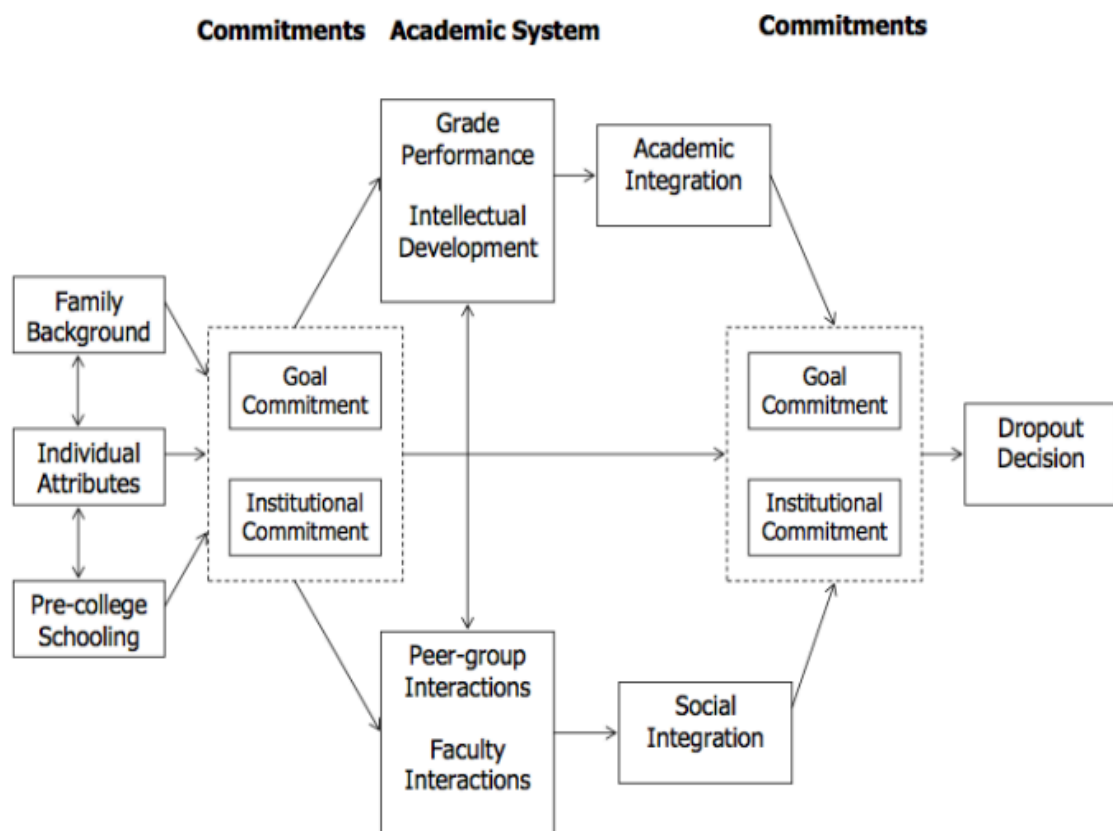 Commitments
Academic System
Commitments
Grade
Performance
Intellectual
Development
Academic
Integration
Family
Background
Individual
Attributes
Pre-college
Schooling
Goal
Commitment
Institutional
Commitment
Peer-group
Interactions
Faculty
Interactions
Social
Integration
Goal
Commitment
Institutional
Commitment
Dropout
Decision